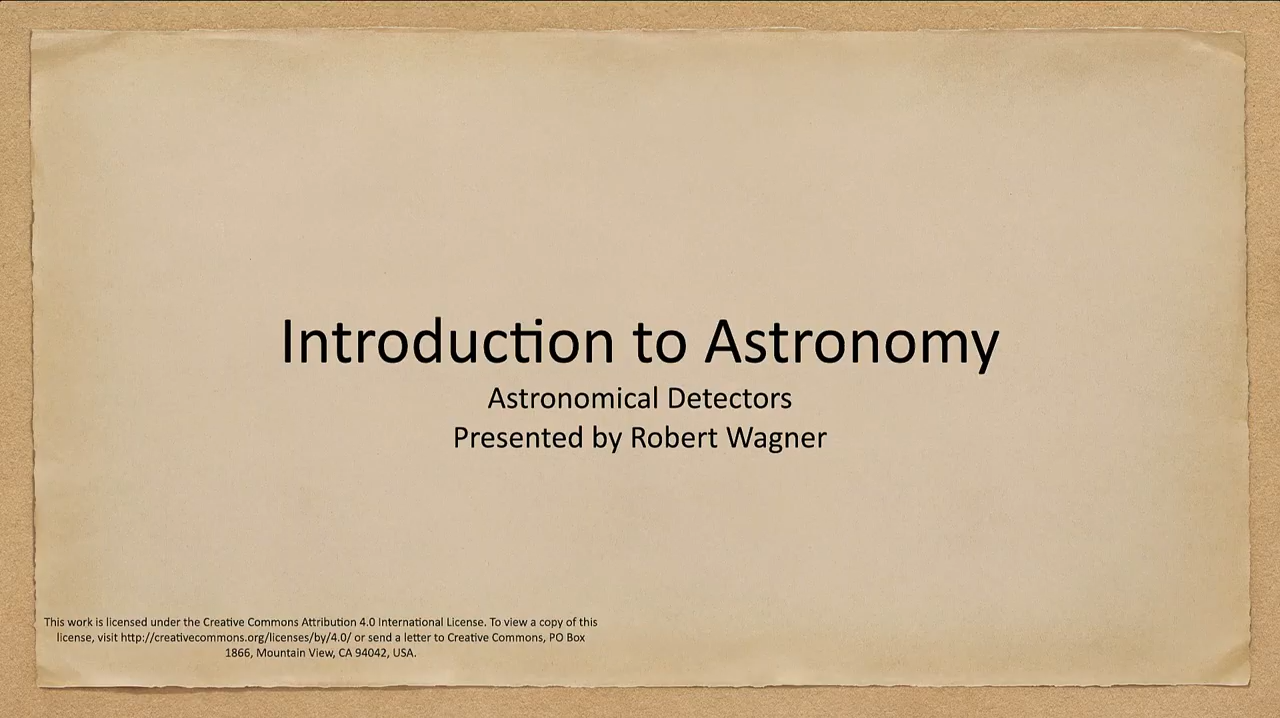 Introduction to Astronomy
Astronomical Detectors
Presented by Robert Wagner
This work is licensed under the Creative Commons Attribution 4.0 International License. To view a copy of this
license, visit http://creativecommons.org/licenses/by/4.0/ or send a letter to Creative Commons, PO Box
1866, Mountain View, CA 94042, USA.